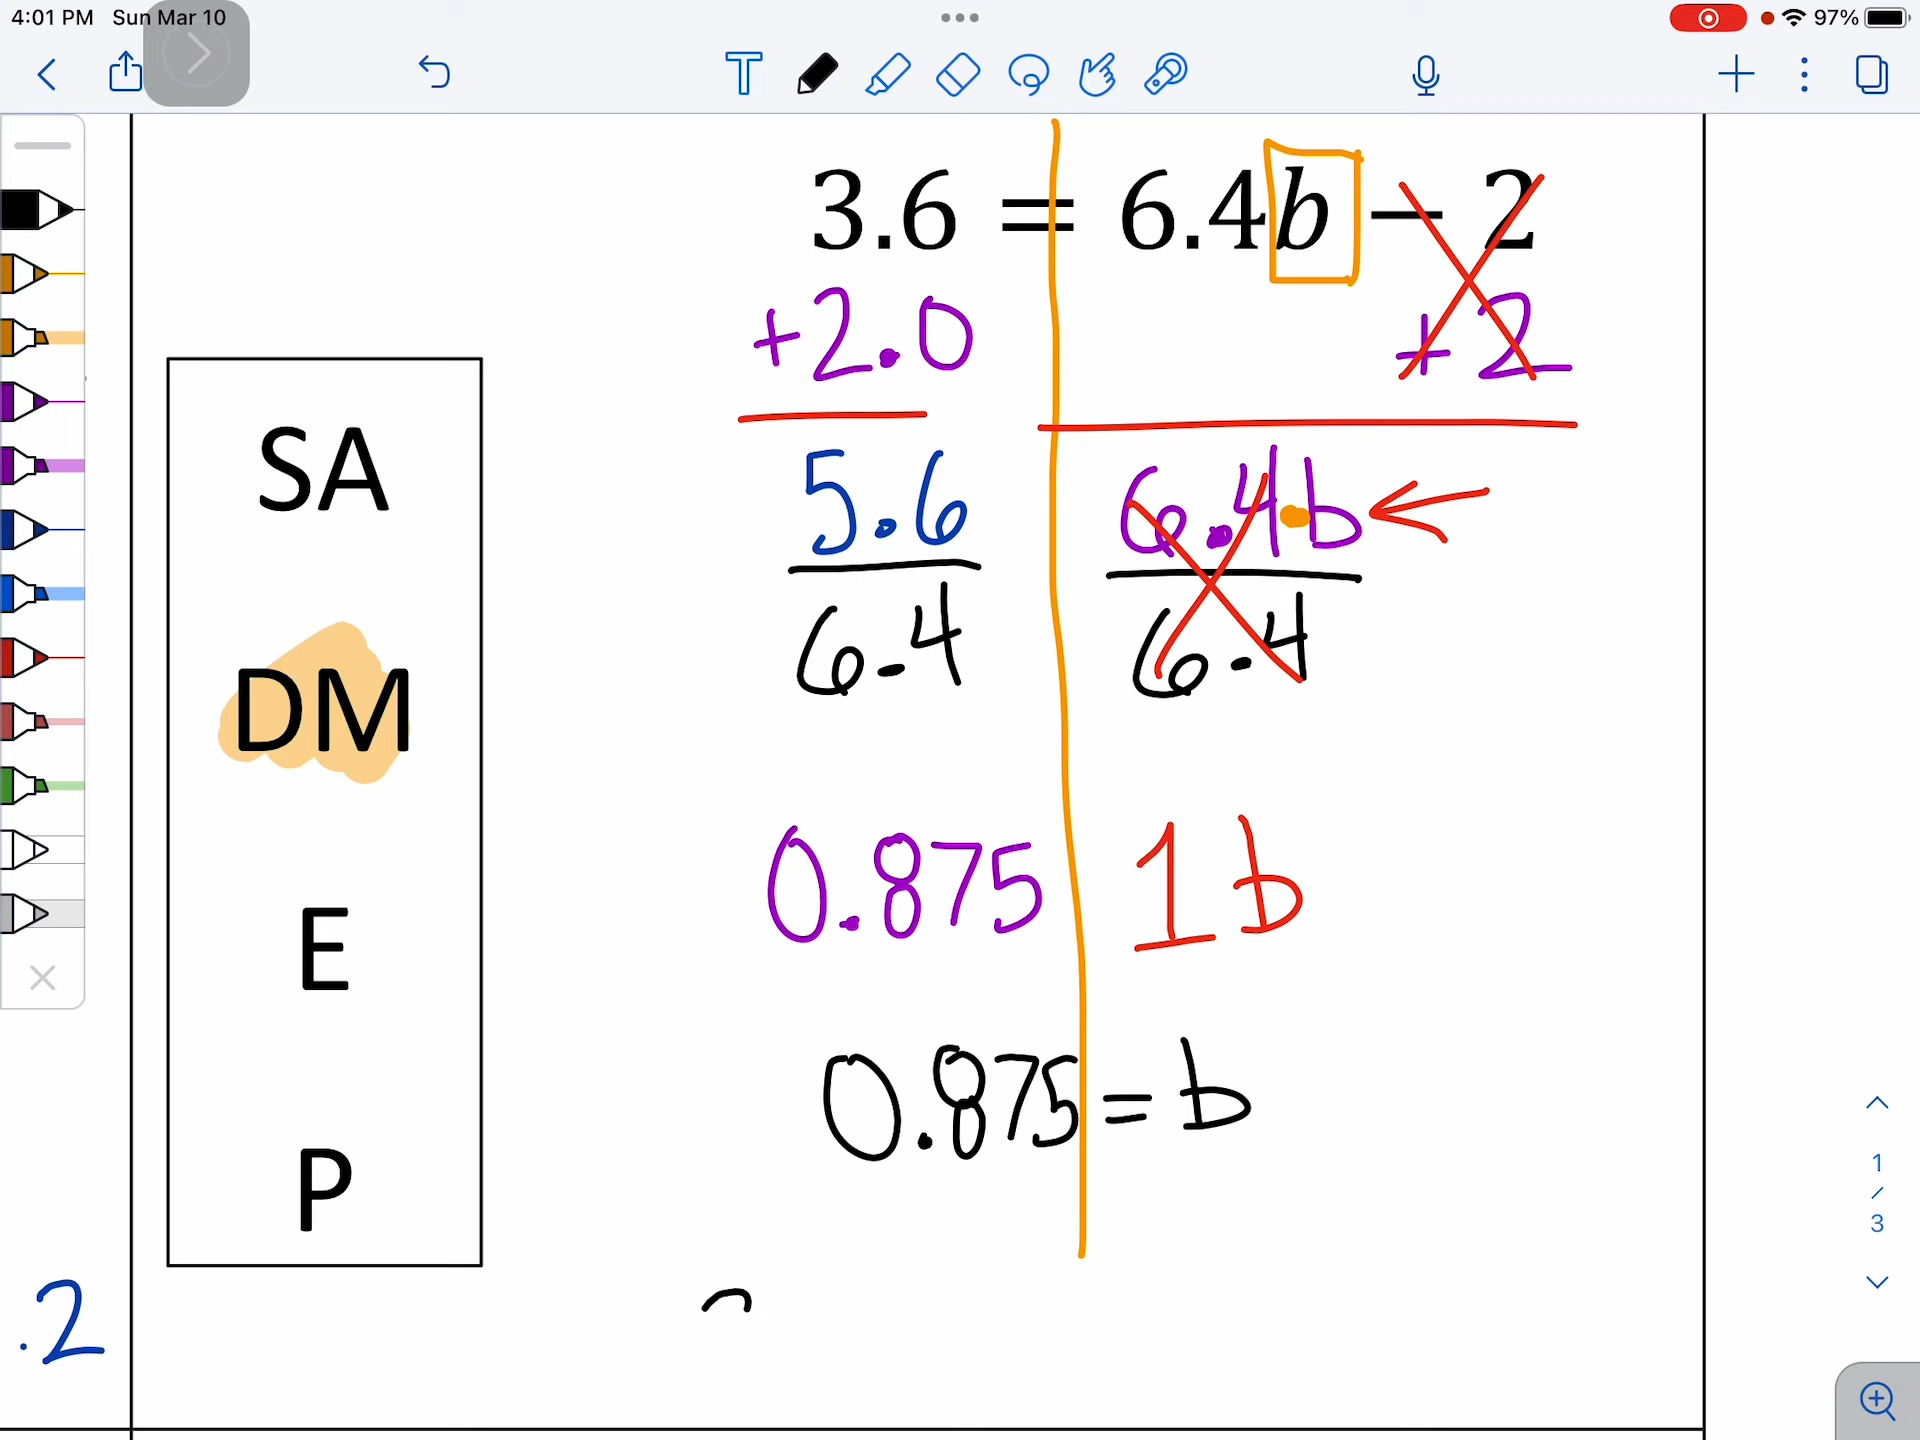 4:01 PM Sun Mar 10
97%
3.6 = 6.4b − 2
+2.0 +2
5.6 6.4·b
6.4 6.4
0.875 1b
0.875 = b
SA
DM
E
P
.2
1
/
3